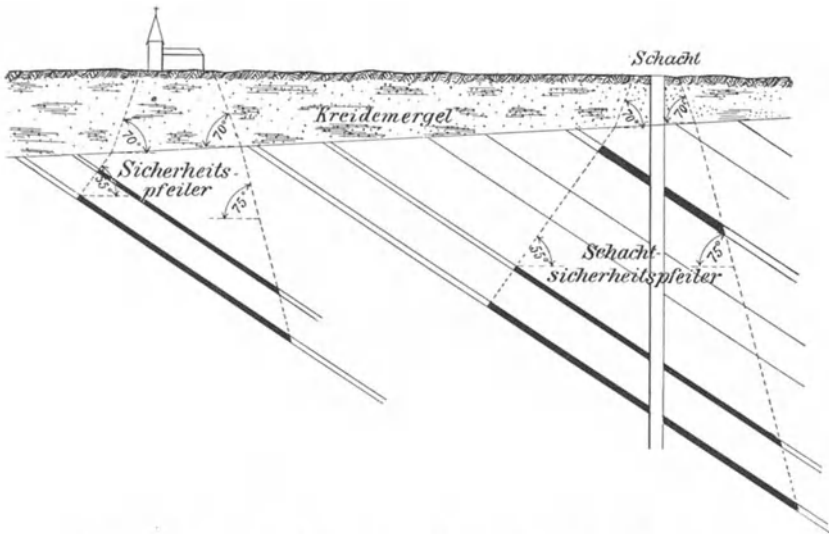 Schacht
Kreidemergel
70°
70°
70°
70°
Sicherheits-
pfeiler
55°
75°
Schacht-
sicherheitspfeiler
55°
75°